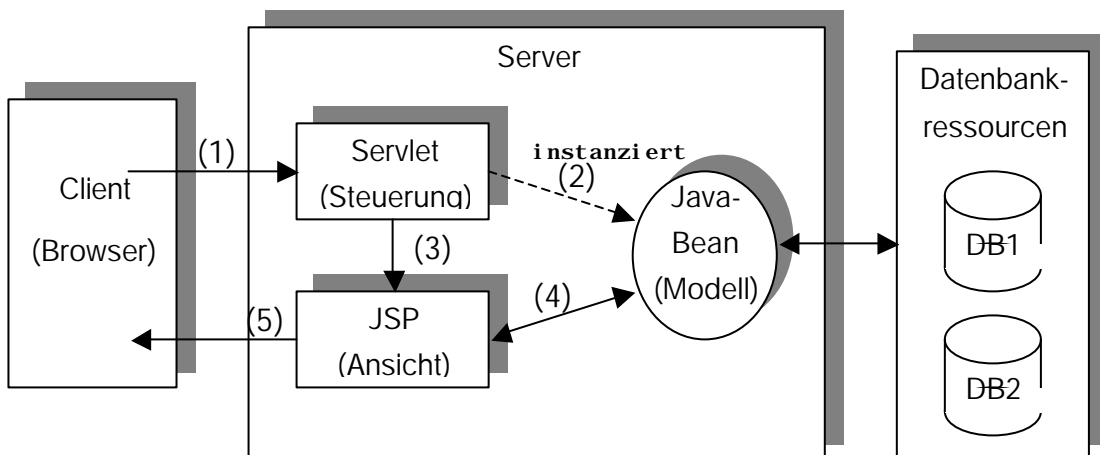 Server
Datenbank-
ressourcen
Client
(Browser)
(1)
Servlet
(Steuerung)
instanziert
(2)
Java-
Bean
(Modell)
(3)
(4)
(5)
JSP
(Ansicht)
DB1
DB2